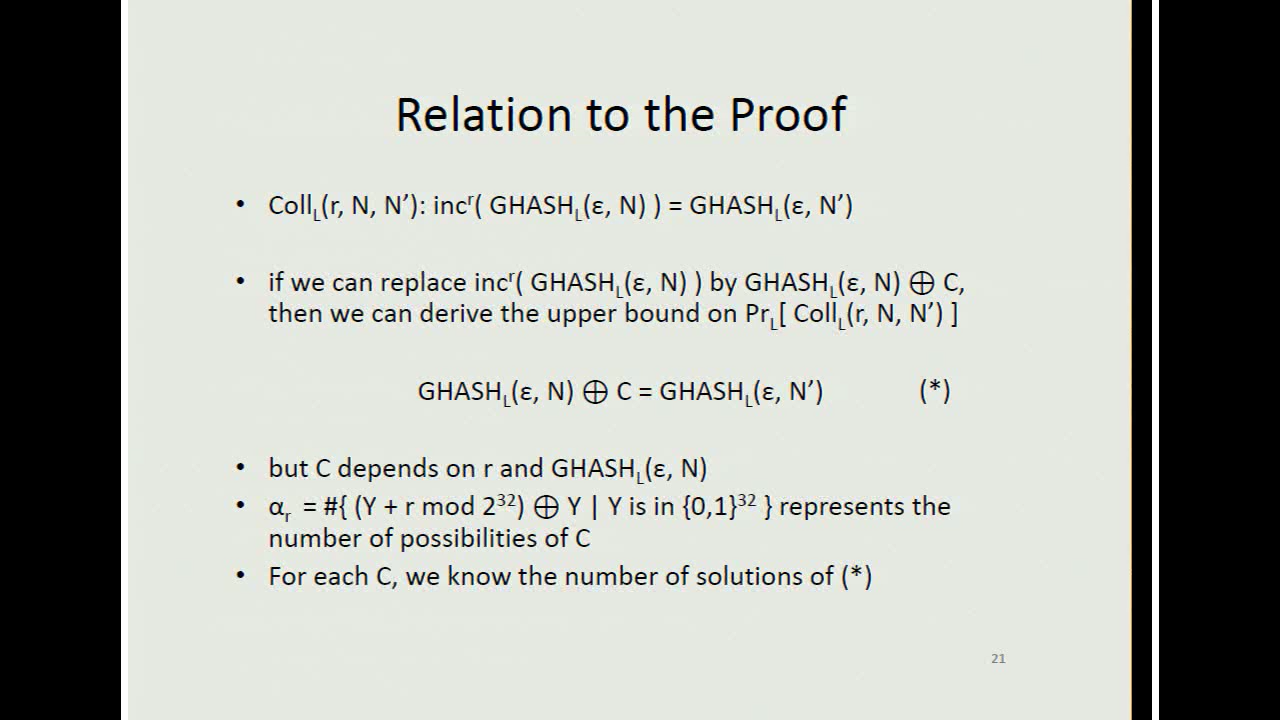 Relation to the Proof
• Coll_L(r, N, N’): inc^r( GHASH_L(ε, N) ) = GHASH_L(ε, N’)
• if we can replace inc^r( GHASH_L(ε, N) ) by GHASH_L(ε, N) ⊕ C,
then we can derive the upper bound on Pr_L[ Coll_L(r, N, N’) ]
GHASH_L(ε, N) ⊕ C = GHASH_L(ε, N’) (*)
• but C depends on r and GHASH_L(ε, N)
• α_r = #{ (Y + r mod 2^32) ⊕ Y | Y is in {0,1}^32 } represents the
number of possibilities of C
• For each C, we know the number of solutions of (*)
21